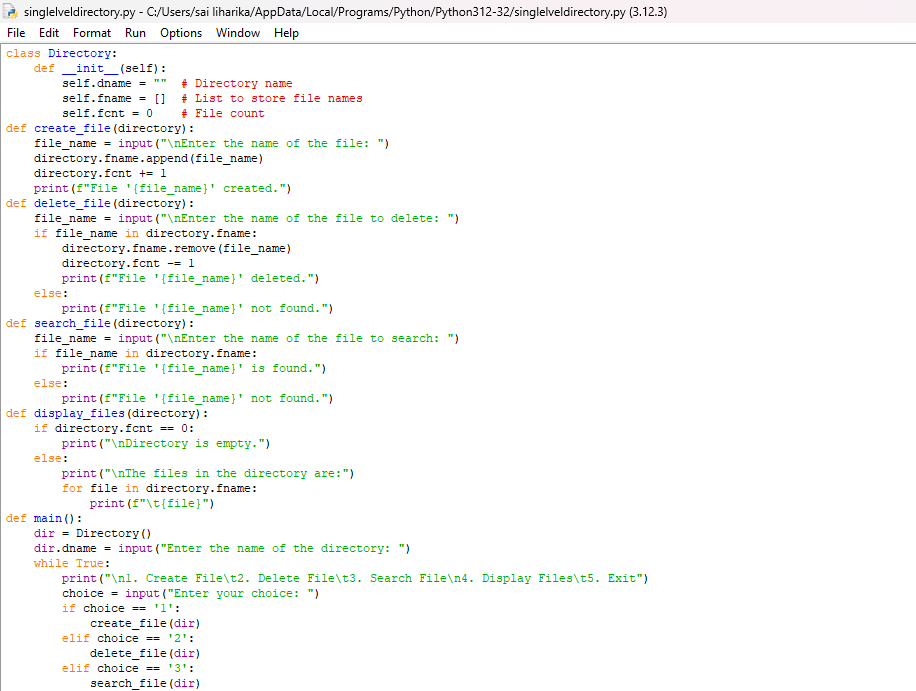 singlelveldirectory.py - C:/Users/sai liharika/AppData/Local/Programs/Python/Python312-32/singlelveldirectory.py (3.12.3)
File Edit Format Run Options Window Help
class Directory:
    def __init__(self):
        self.dname = ""  # Directory name
        self.fname = []  # List to store file names
        self.fcnt = 0    # File count
def create_file(directory):
    file_name = input("\nEnter the name of the file: ")
    directory.fname.append(file_name)
    directory.fcnt += 1
    print(f"File '{file_name}' created.")
def delete_file(directory):
    file_name = input("\nEnter the name of the file to delete: ")
    if file_name in directory.fname:
        directory.fname.remove(file_name)
        directory.fcnt -= 1
        print(f"File '{file_name}' deleted.")
    else:
        print(f"File '{file_name}' not found.")
def search_file(directory):
    file_name = input("\nEnter the name of the file to search: ")
    if file_name in directory.fname:
        print(f"File '{file_name}' is found.")
    else:
        print(f"File '{file_name}' not found.")
def display_files(directory):
    if directory.fcnt == 0:
        print("\nDirectory is empty.")
    else:
        print("\nThe files in the directory are:")
        for file in directory.fname:
            print(f"\t{file}")
def main():
    dir = Directory()
    dir.dname = input("Enter the name of the directory: ")
    while True:
        print("\n1. Create File\t2. Delete File\t3. Search File\n4. Display Files\t5. Exit")
        choice = input("Enter your choice: ")
        if choice == '1':
            create_file(dir)
        elif choice == '2':
            delete_file(dir)
        elif choice == '3':
            search_file(dir)